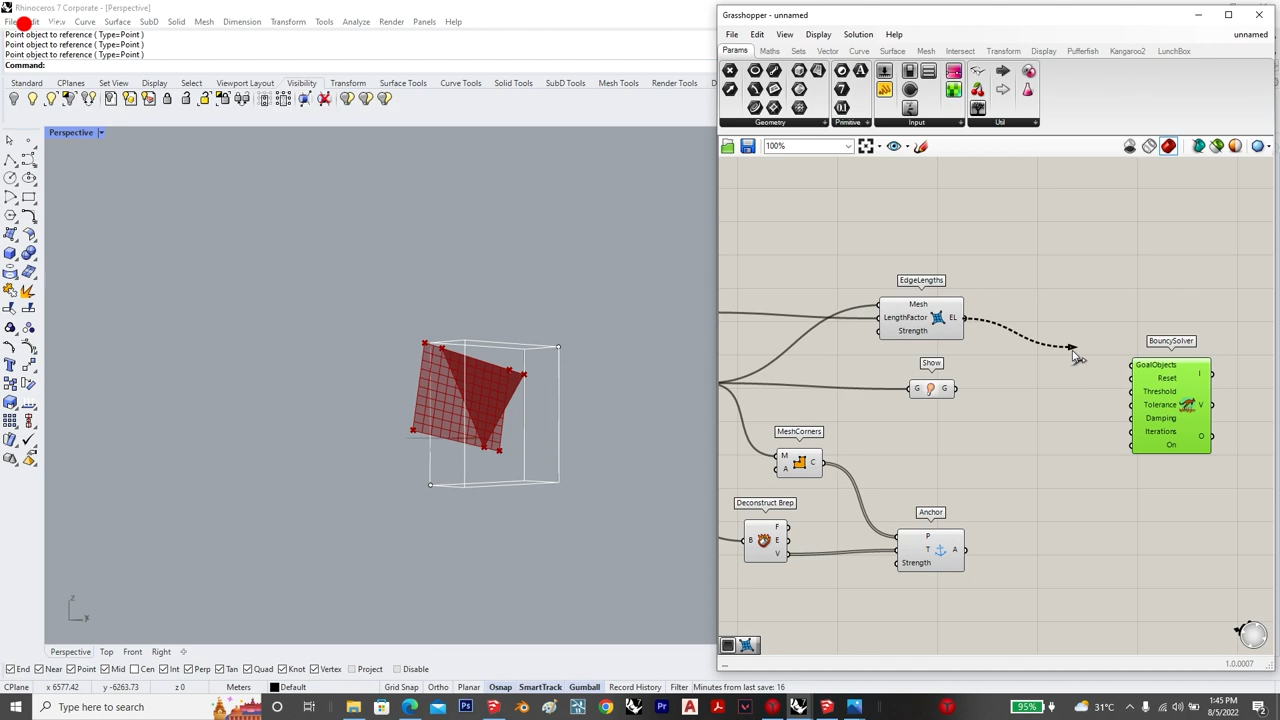 Rhinoceros 7 Corporate - [Perspective]
File Edit View Curve Surface SubD Solid Mesh Dimension Transform Tools Analyze Render Panels Help
Point object to reference ( Type=Point )
Point object to reference ( Type=Point )
Point object to reference ( Type=Point )
Command:
Standard CPlanes Set View Display Select Viewport Layout Visibility Transform Surface Tools Curve Tools Solid Tools SubD Tools Mesh Tools Render Tools
Perspective
z
Perspective Top Front Right
End Near Point Mid Cen Int Perp Tan Quad Knot Vertex Project Disable
CPlane x 6577.42 y -6263.73 z 0 Meters Default Grid Snap Ortho Planar Osnap SmartTrack Gumball Record History Filter Minutes from last save: 16
Grasshopper - unnamed
File Edit View Display Solution Help unnamed
Params Maths Sets Vector Curve Surface Mesh Intersect Transform Display Pufferfish Kangaroo2 LunchBox
Geometry Primitive Input Util
100%
EdgeLengths
Mesh
LengthFactor EL
Strength
Show
G G
MeshCorners
M
A C
Deconstruct Brep
B F
E
V
Anchor
P
T A
Strength
BouncySolver
GoalObjects
Reset
Threshold
Tolerance
Damping
Iterations
On
I
V
O
...
1.0.0007
Type here to search
95%
31°C
1:45 PM
8/5/2022